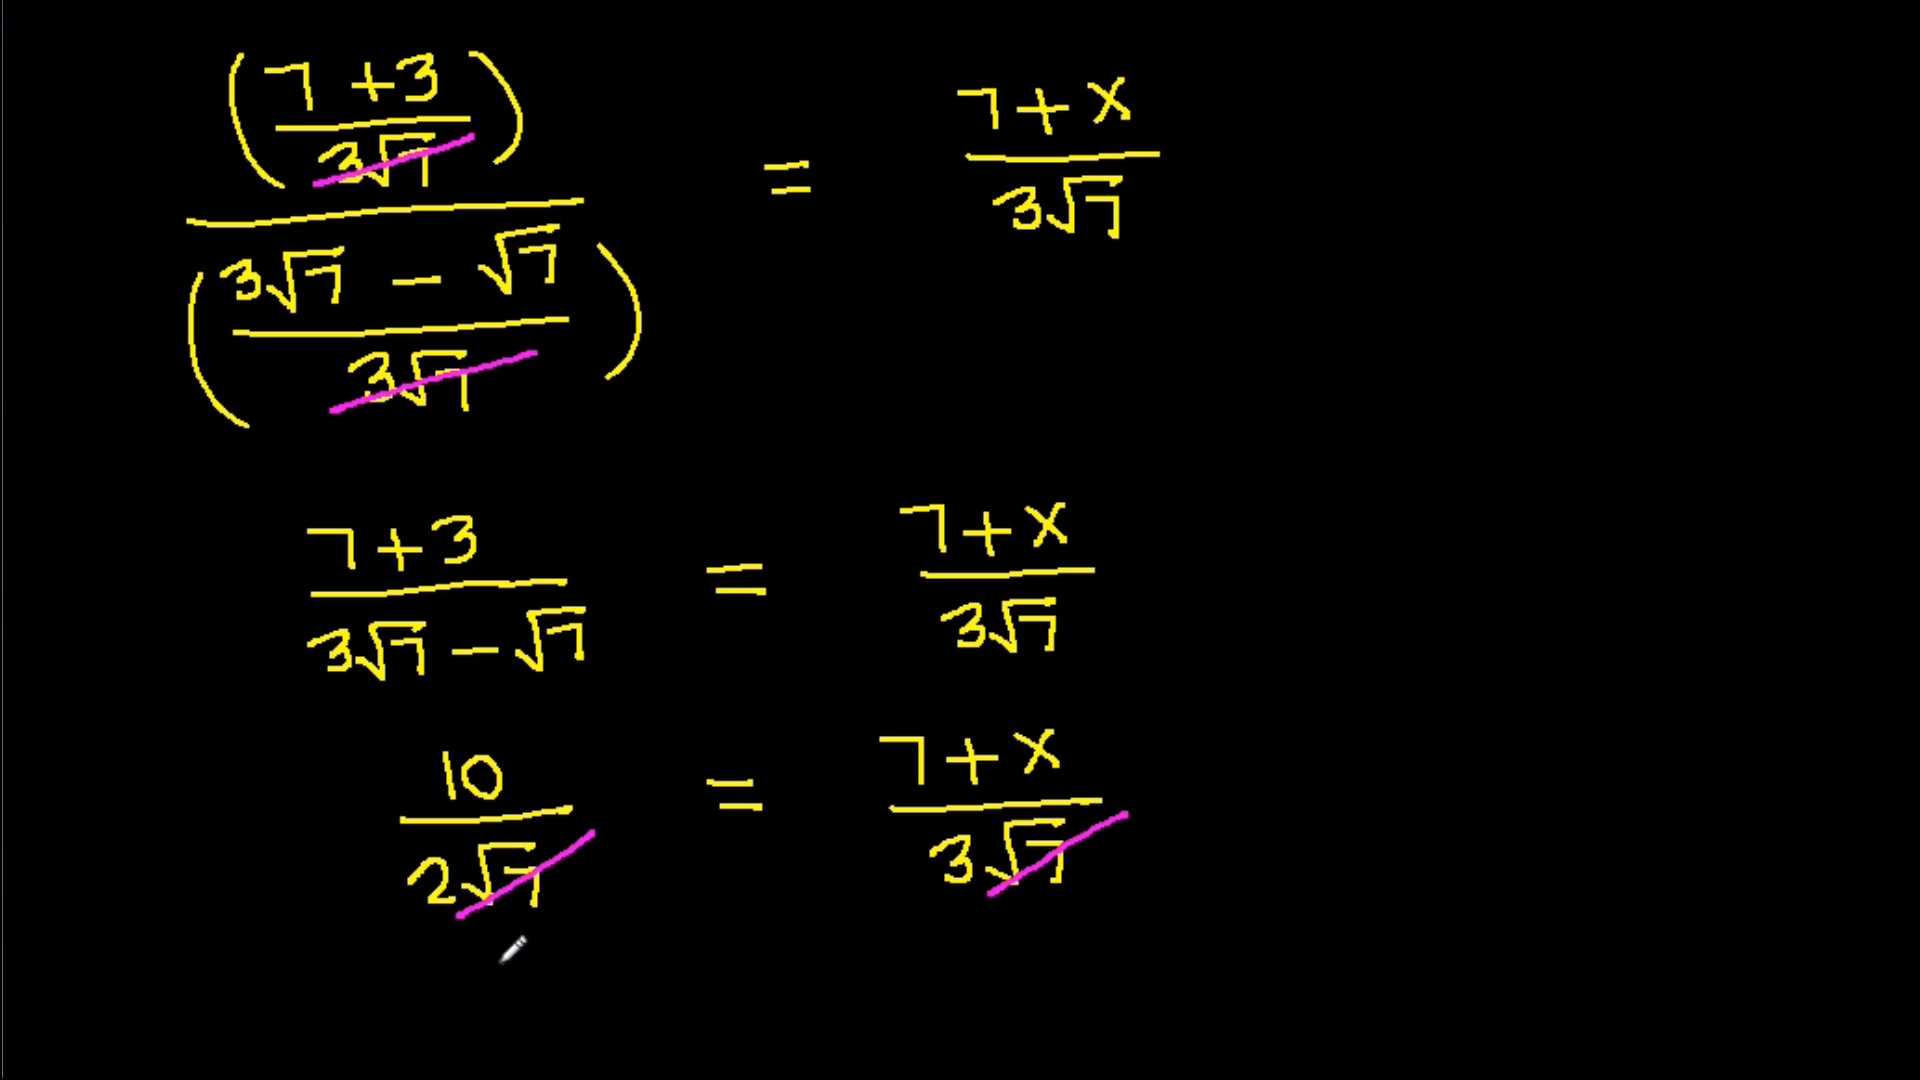 (7 + 3 / 3√7) / (3√7 - √7 / 3√7) = 7 + x / 3√7
7 + 3 / 3√7 - √7 = 7 + x / 3√7
10 / 2√7 = 7 + x / 3√7